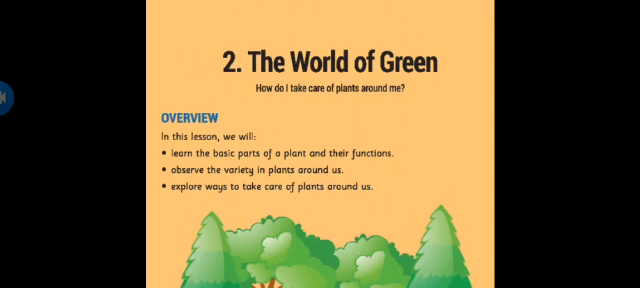 2. The World of Green
How do I take care of plants around me?
OVERVIEW
In this lesson, we will:
• learn the basic parts of a plant and their functions.
• observe the variety in plants around us.
• explore ways to take care of plants around us.